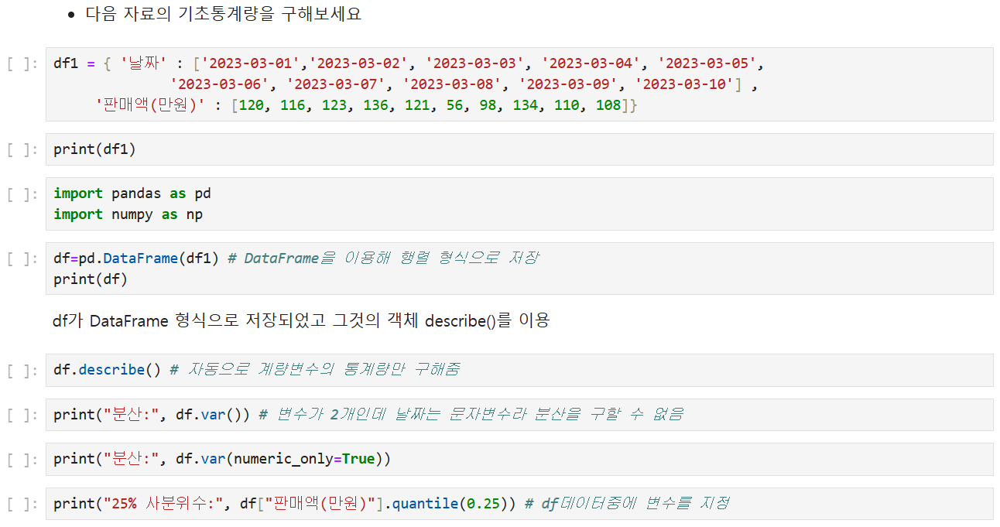 • 다음 자료의 기초통계량을 구해보세요
[ ]: df1 = { '날짜' : ['2023-03-01','2023-03-02', '2023-03-03', '2023-03-04', '2023-03-05',
'2023-03-06', '2023-03-07', '2023-03-08', '2023-03-09', '2023-03-10'] ,
'판매액(만원)' : [120, 116, 123, 136, 121, 56, 98, 134, 110, 108]}
[ ]: print(df1)
[ ]: import pandas as pd
import numpy as np
[ ]: df=pd.DataFrame(df1) # DataFrame을 이용해 행렬 형식으로 저장
print(df)
df가 DataFrame 형식으로 저장되었고 그것의 객체 describe()를 이용
[ ]: df.describe() # 자동으로 계량변수의 통계량만 구해줌
[ ]: print("분산:", df.var()) # 변수가 2개인데 날짜는 문자변수라 분산을 구할 수 없음
[ ]: print("분산:", df.var(numeric_only=True))
[ ]: print("25% 사분위수:", df["판매액(만원)"].quantile(0.25)) # df데이터중에 변수를 지정